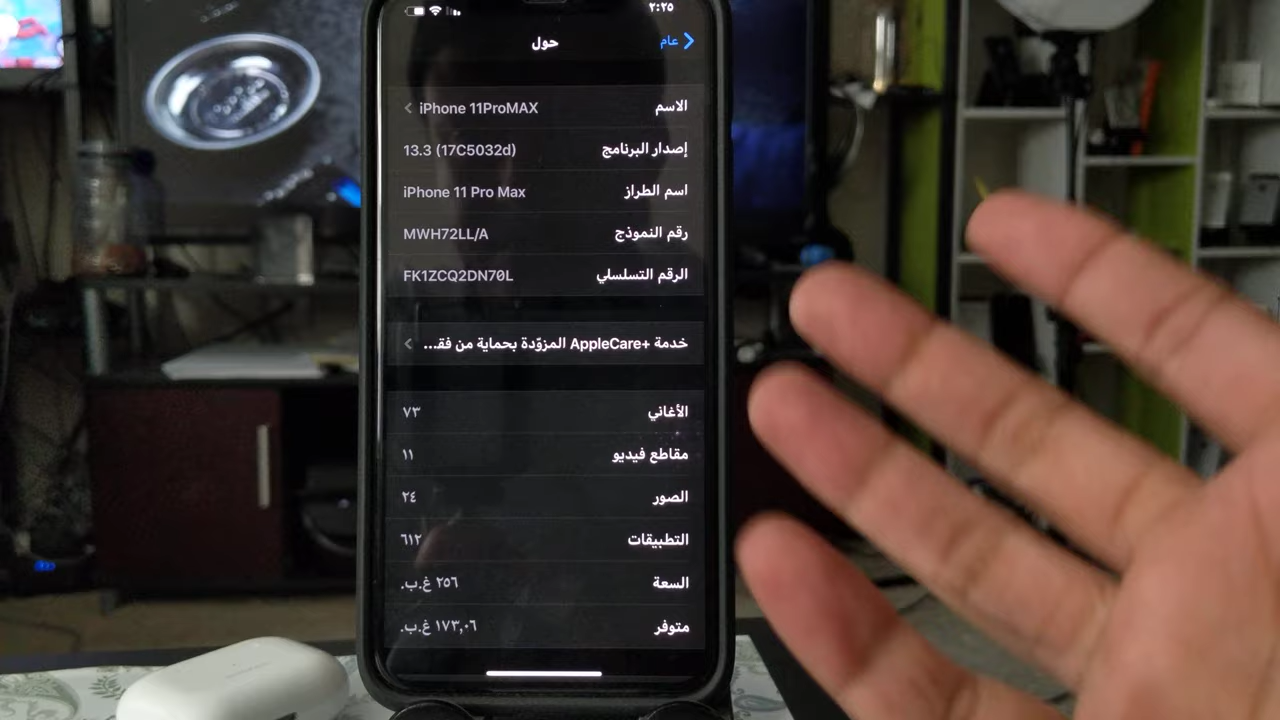 ٢:٢٥
عام
حول
الاسم iPhone 11ProMAX
إصدار البرنامج 13.3 (17C5032d)
اسم الطراز iPhone 11 Pro Max
رقم النموذج MWH72LL/A
الرقم التسلسلي FK1ZCQ2DN70L
خدمة AppleCare+ المزوّدة بحماية من فق...
الأغاني ٧٣
مقاطع فيديو ١١
الصور ٢٤
التطبيقات ٦١٢
السعة ٢٥٦ غ.ب.
متوفر ١٧٣,٠٦ غ.ب.